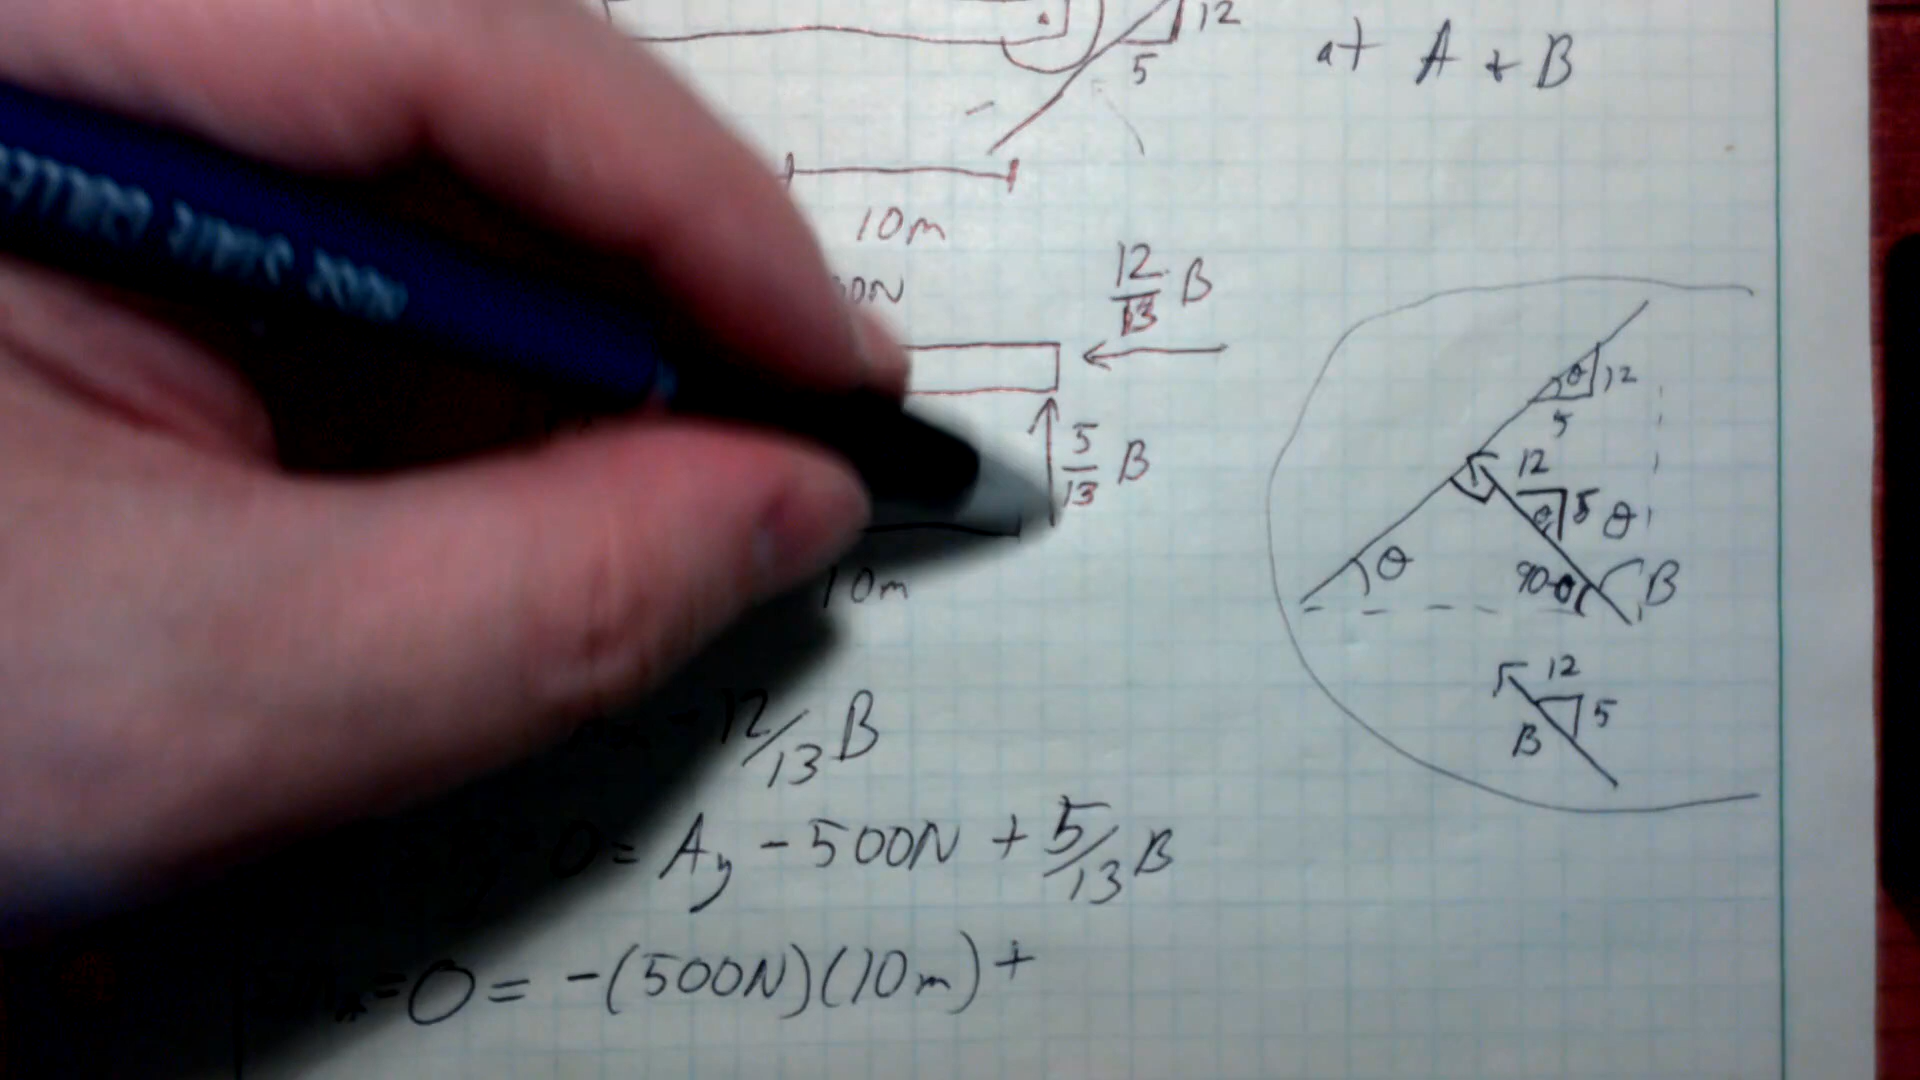 12
5
at A + B
10m
12/13 B
5/13 B
10m
12/13 B
0 = Ay - 500N + 5/13 B
= 0 = -(500N)(10m) +
θ 12
5
12
θ 5 θ
θ
90-θ
B
12
5
B